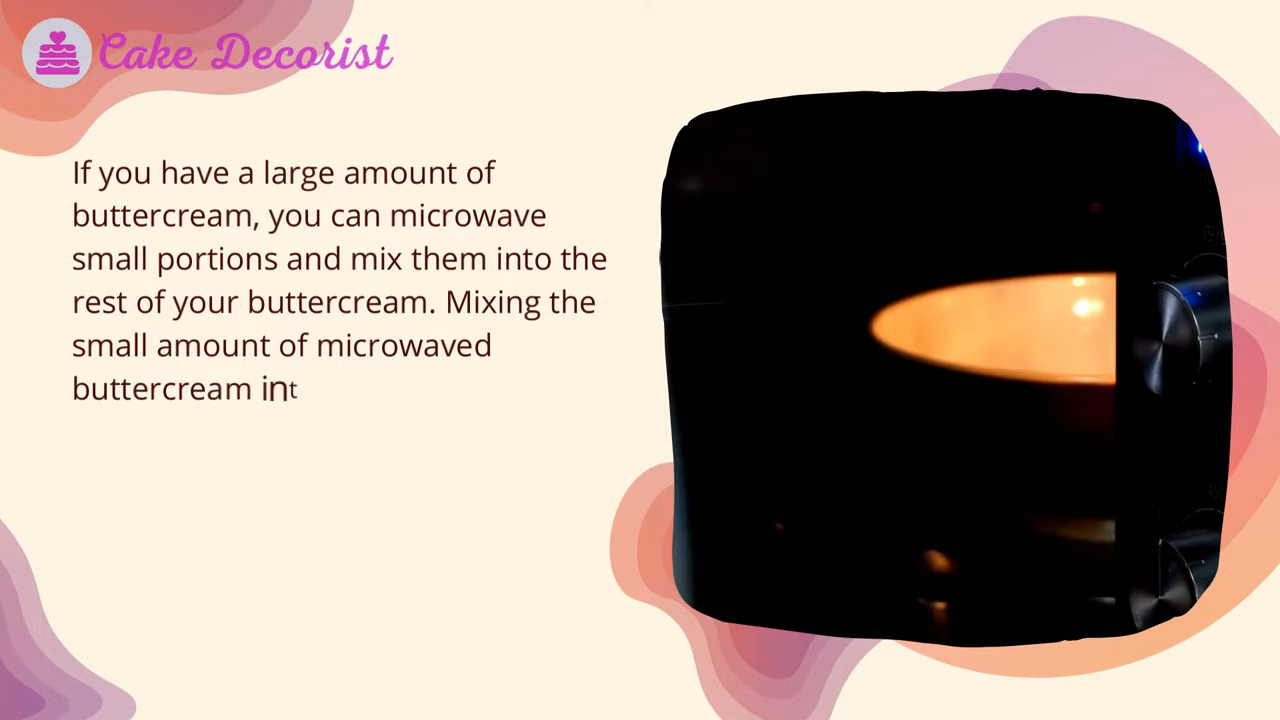 Cake Decorist
If you have a large amount of
buttercream, you can microwave
small portions and mix them into the
rest of your buttercream. Mixing the
small amount of microwaved
buttercream int